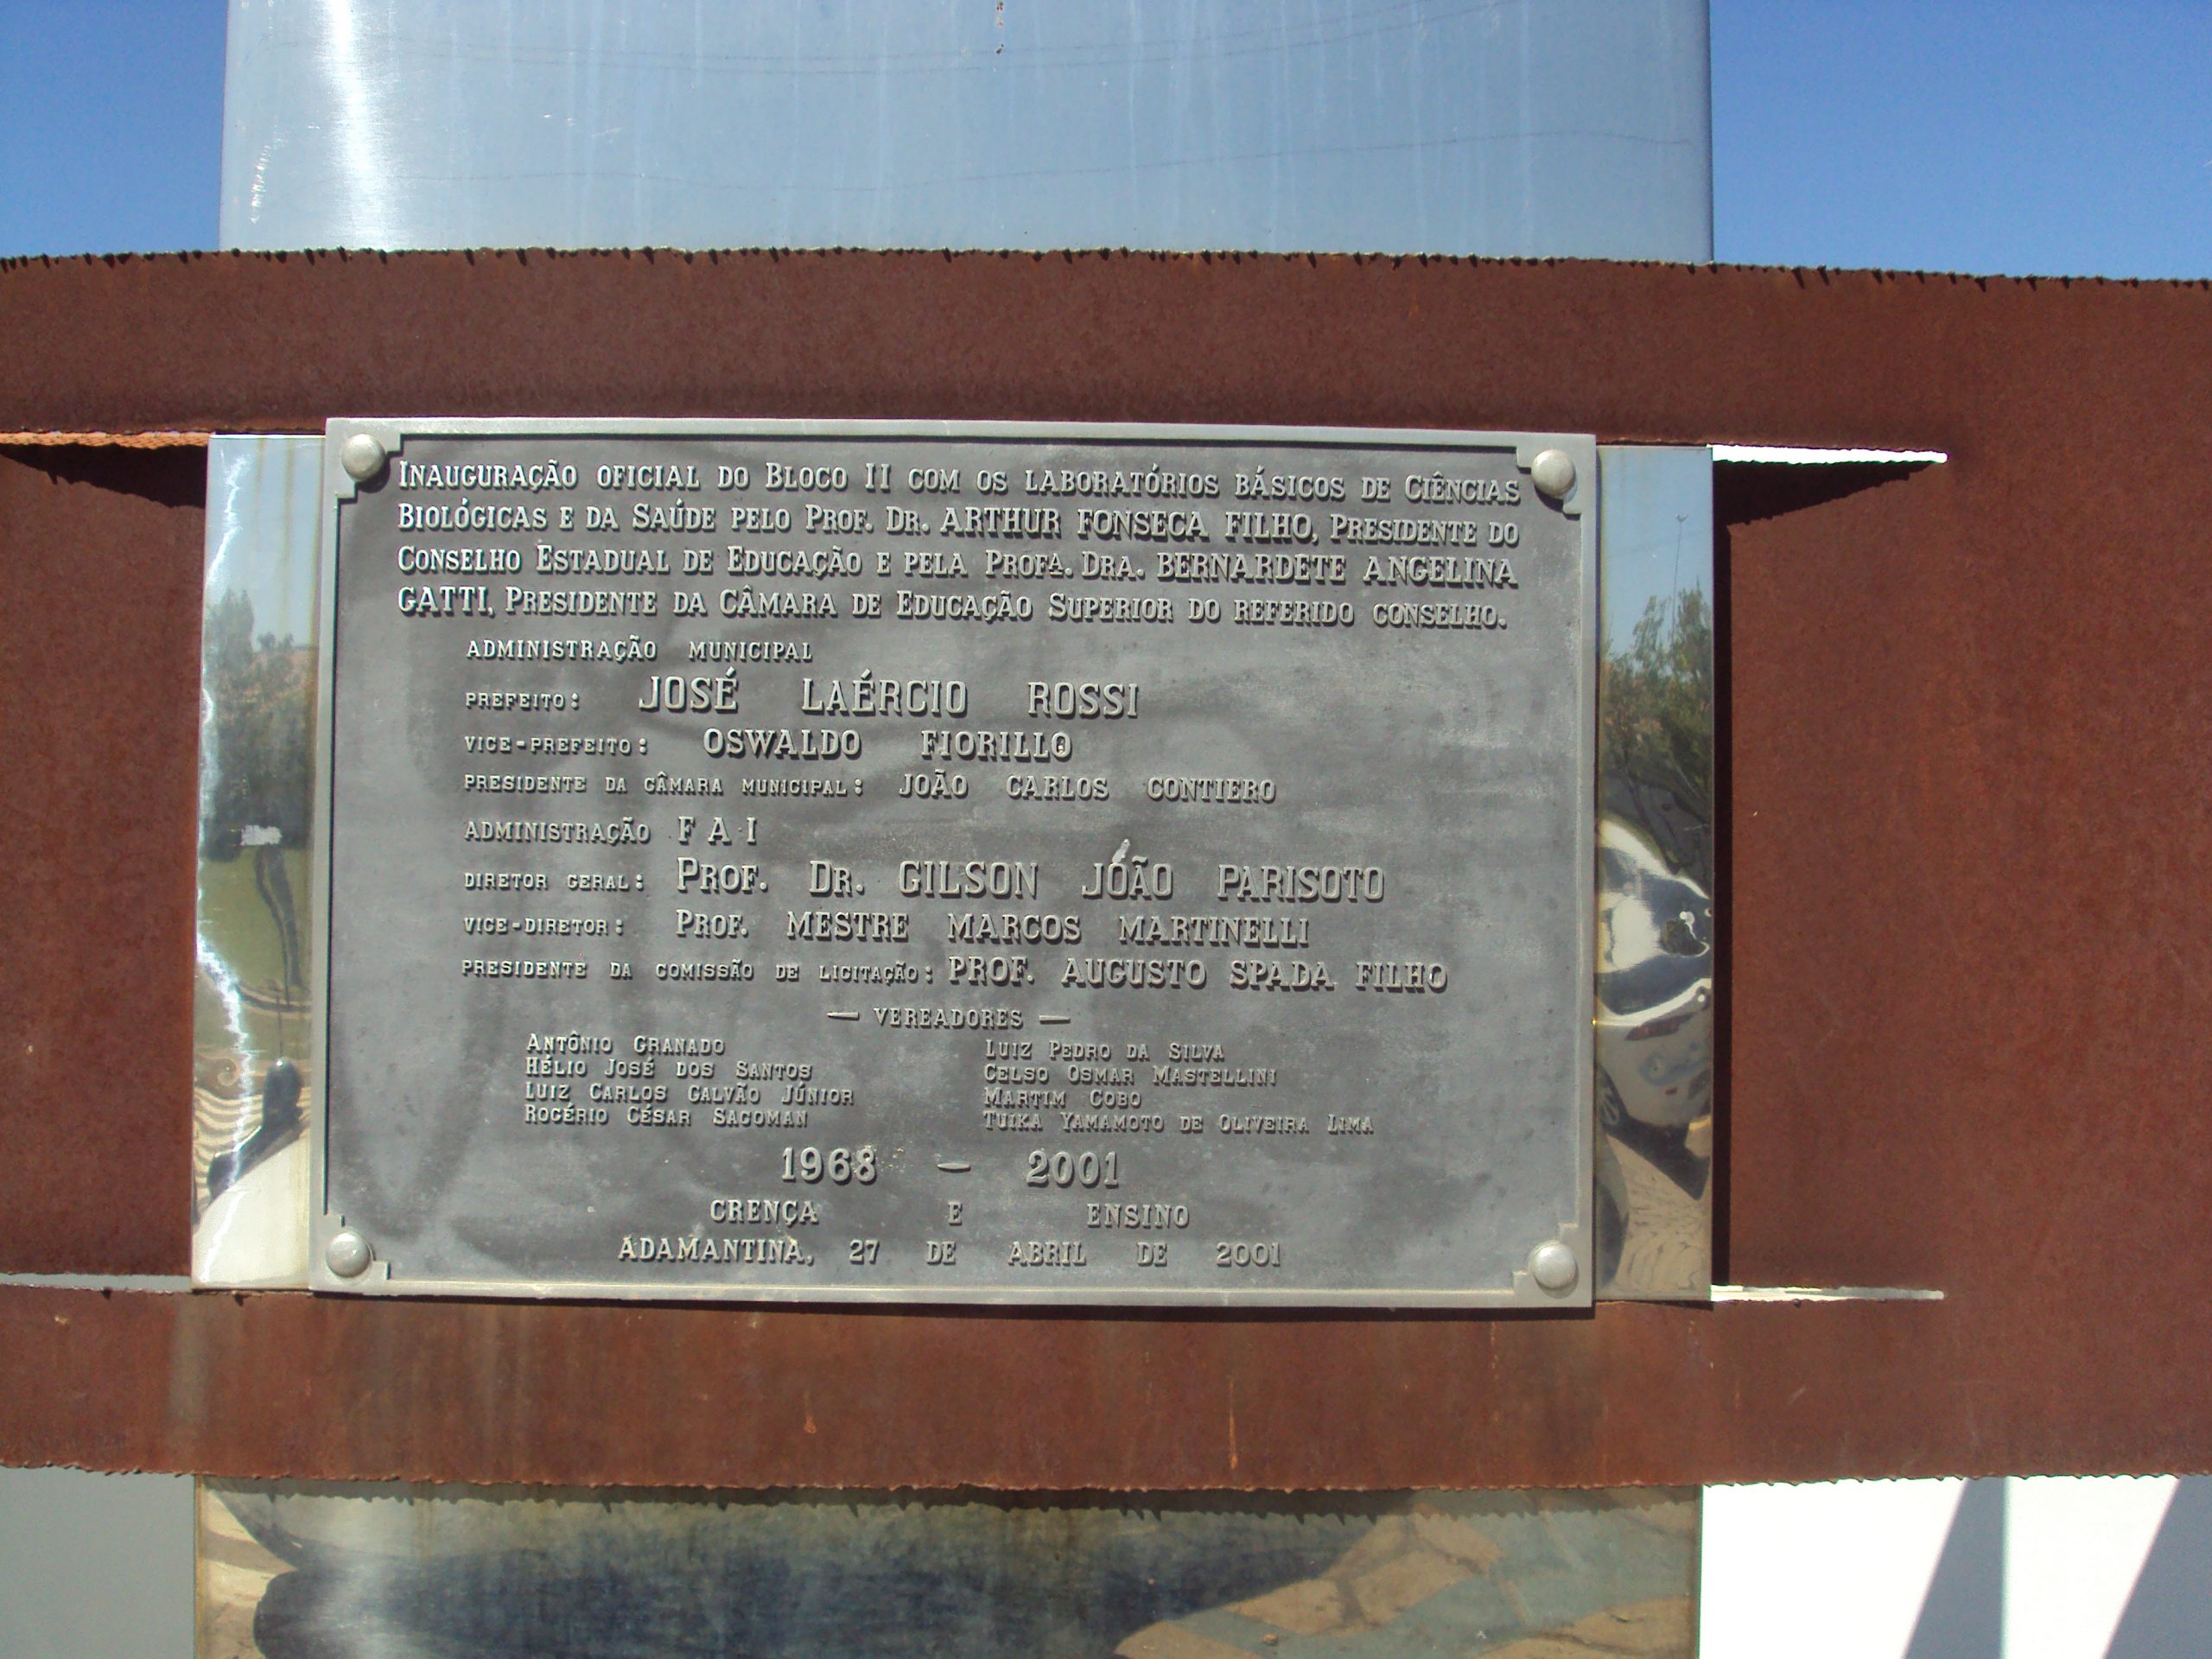 INAUGURAÇÃO OFICIAL DO BLOCO II COM OS LABORATÓRIOS BÁSICOS DE CIÊNCIAS
BIOLÓGICAS E DA SAÚDE PELO PROF. DR. ARTHUR FONSECA FILHO, PRESIDENTE DO
CONSELHO ESTADUAL DE EDUCAÇÃO E PELA PROFA. DRA. BERNARDETE ANGELINA
GATTI, PRESIDENTE DA CÂMARA DE EDUCAÇÃO SUPERIOR DO REFERIDO CONSELHO.
ADMINISTRAÇÃO MUNICIPAL
PREFEITO: JOSÉ LAÉRCIO ROSSI
VICE-PREFEITO: OSWALDO FIORILLO
PRESIDENTE DA CÂMARA MUNICIPAL: JOÃO CARLOS CONTIERO
ADMINISTRAÇÃO F A I
DIRETOR GERAL: PROF. DR. GILSON JOÃO PARISOTO
VICE-DIRETOR: PROF. MESTRE MARCOS MARTINELLI
PRESIDENTE DA COMISSÃO DE LICITAÇÃO: PROF. AUGUSTO SPADA FILHO
— VEREADORES —
ANTÔNIO GRANADO LUIZ PEDRO DA SILVA
HÉLIO JOSÉ DOS SANTOS CELSO OSMAR MASTELLINI
LUIZ CARLOS GALVÃO JÚNIOR MARTIM COBO
ROGÉRIO CÉSAR SAGOMAN TUIKA YAMAMOTO DE OLIVEIRA LIMA
1968 — 2001
CRENÇA E ENSINO
ADAMANTINA, 27 DE ABRIL DE 2001